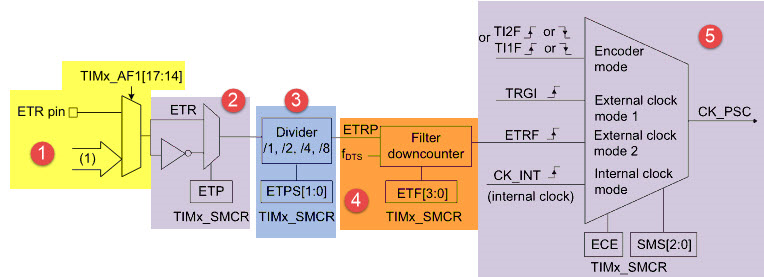 or TI2F or
TI1F or
Encoder
mode
5
TIMx_AF1[17:14]
ETR pin
ETR
2
3
TRGI
External clock
mode 1
CK_PSC
1
(1)
Divider
/1, /2. /4, /8
ETRP
fDTS
Filter
downcounter
ETRF
External clock
mode 2
ETP
TIMx_SMCR
ETPS[1:0]
TIMx_SMCR
4
ETF[3:0]
TIMx_SMCR
CK_INT
(internal clock)
Internal clock
mode
ECE
SMS[2:0]
TIMx_SMCR